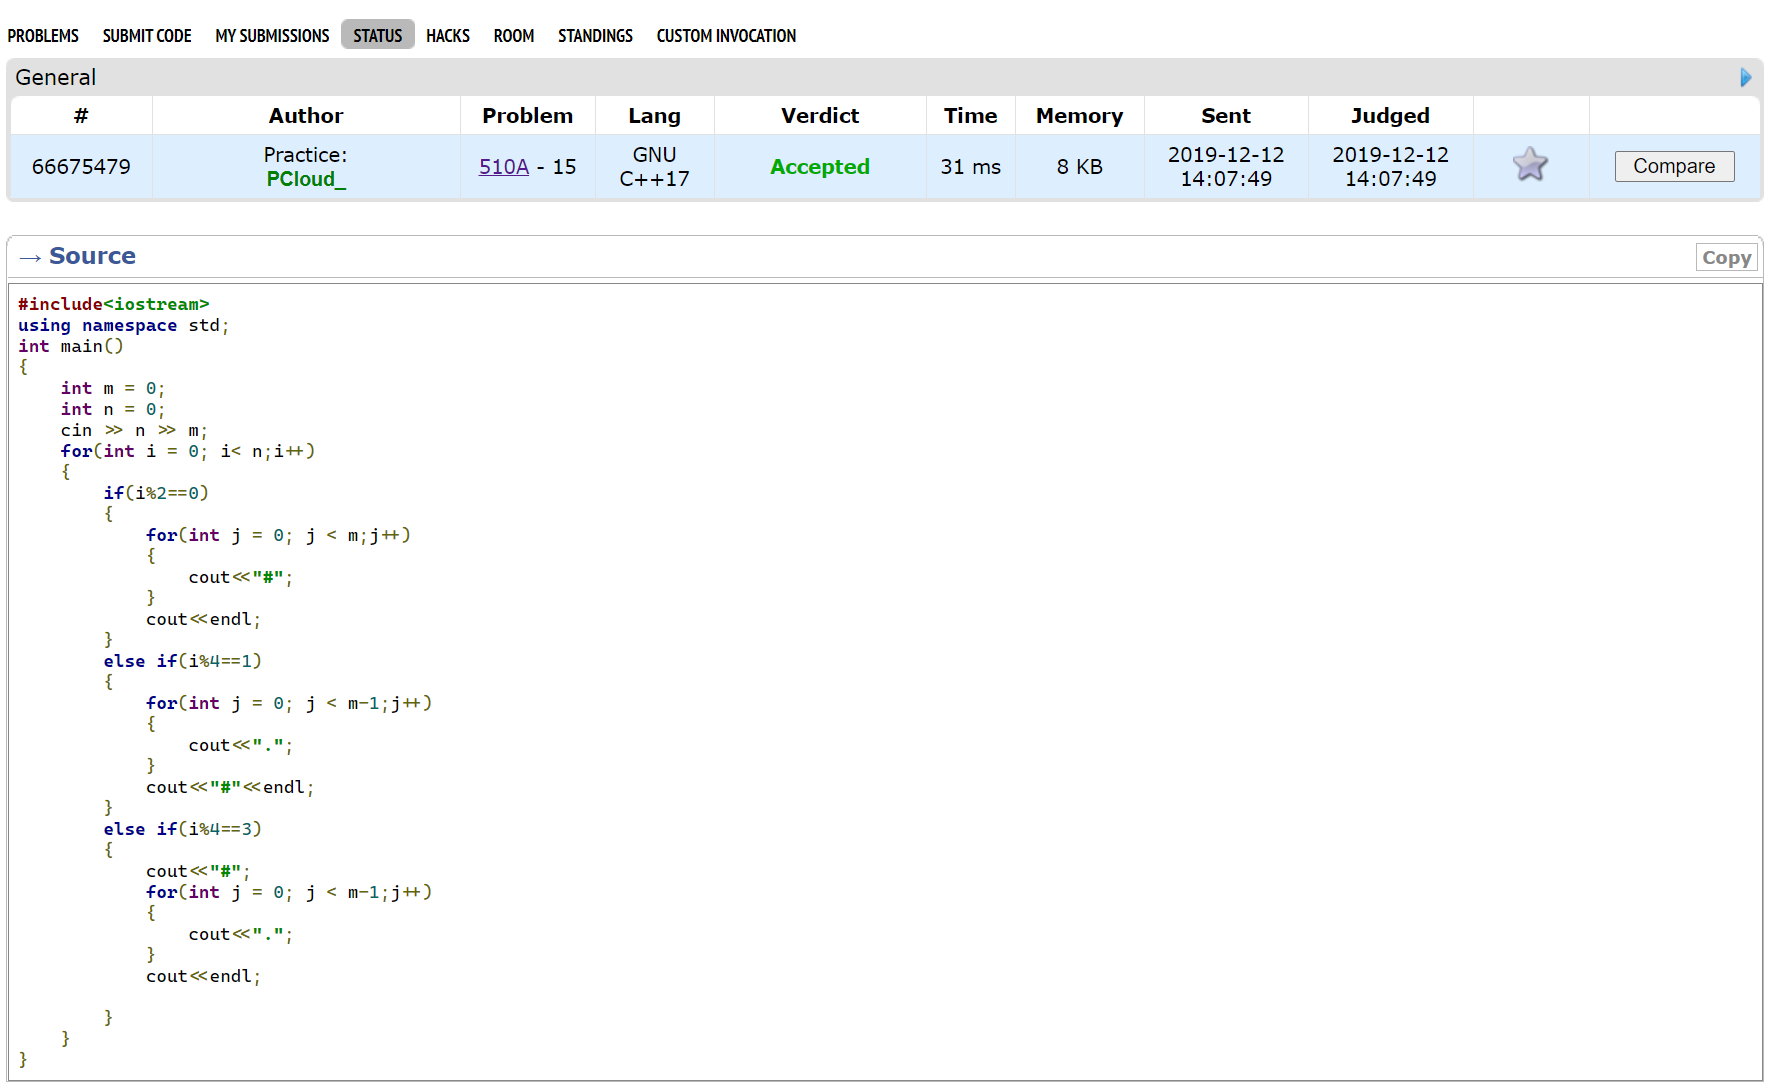 PROBLEMS SUBMIT CODE MY SUBMISSIONS STATUS HACKS ROOM STANDINGS CUSTOM INVOCATION
General
# Author Problem Lang Verdict Time Memory Sent Judged
66675479 Practice: PCloud_ 510A - 15 GNU C++17 Accepted 31 ms 8 KB 2019-12-12 14:07:49 2019-12-12 14:07:49 Compare
→ Source Copy
#include<iostream>
using namespace std;
int main()
{
    int m = 0;
    int n = 0;
    cin >> n >> m;
    for(int i = 0; i< n;i++)
    {
        if(i%2==0)
        {
            for(int j = 0; j < m;j++)
            {
                cout<<"#";
            }
            cout<<endl;
        }
        else if(i%4==1)
        {
            for(int j = 0; j < m-1;j++)
            {
                cout<<".";
            }
            cout<<"#"<<endl;
        }
        else if(i%4==3)
        {
            cout<<"#";
            for(int j = 0; j < m-1;j++)
            {
                cout<<".";
            }
            cout<<endl;

        }
    }
}